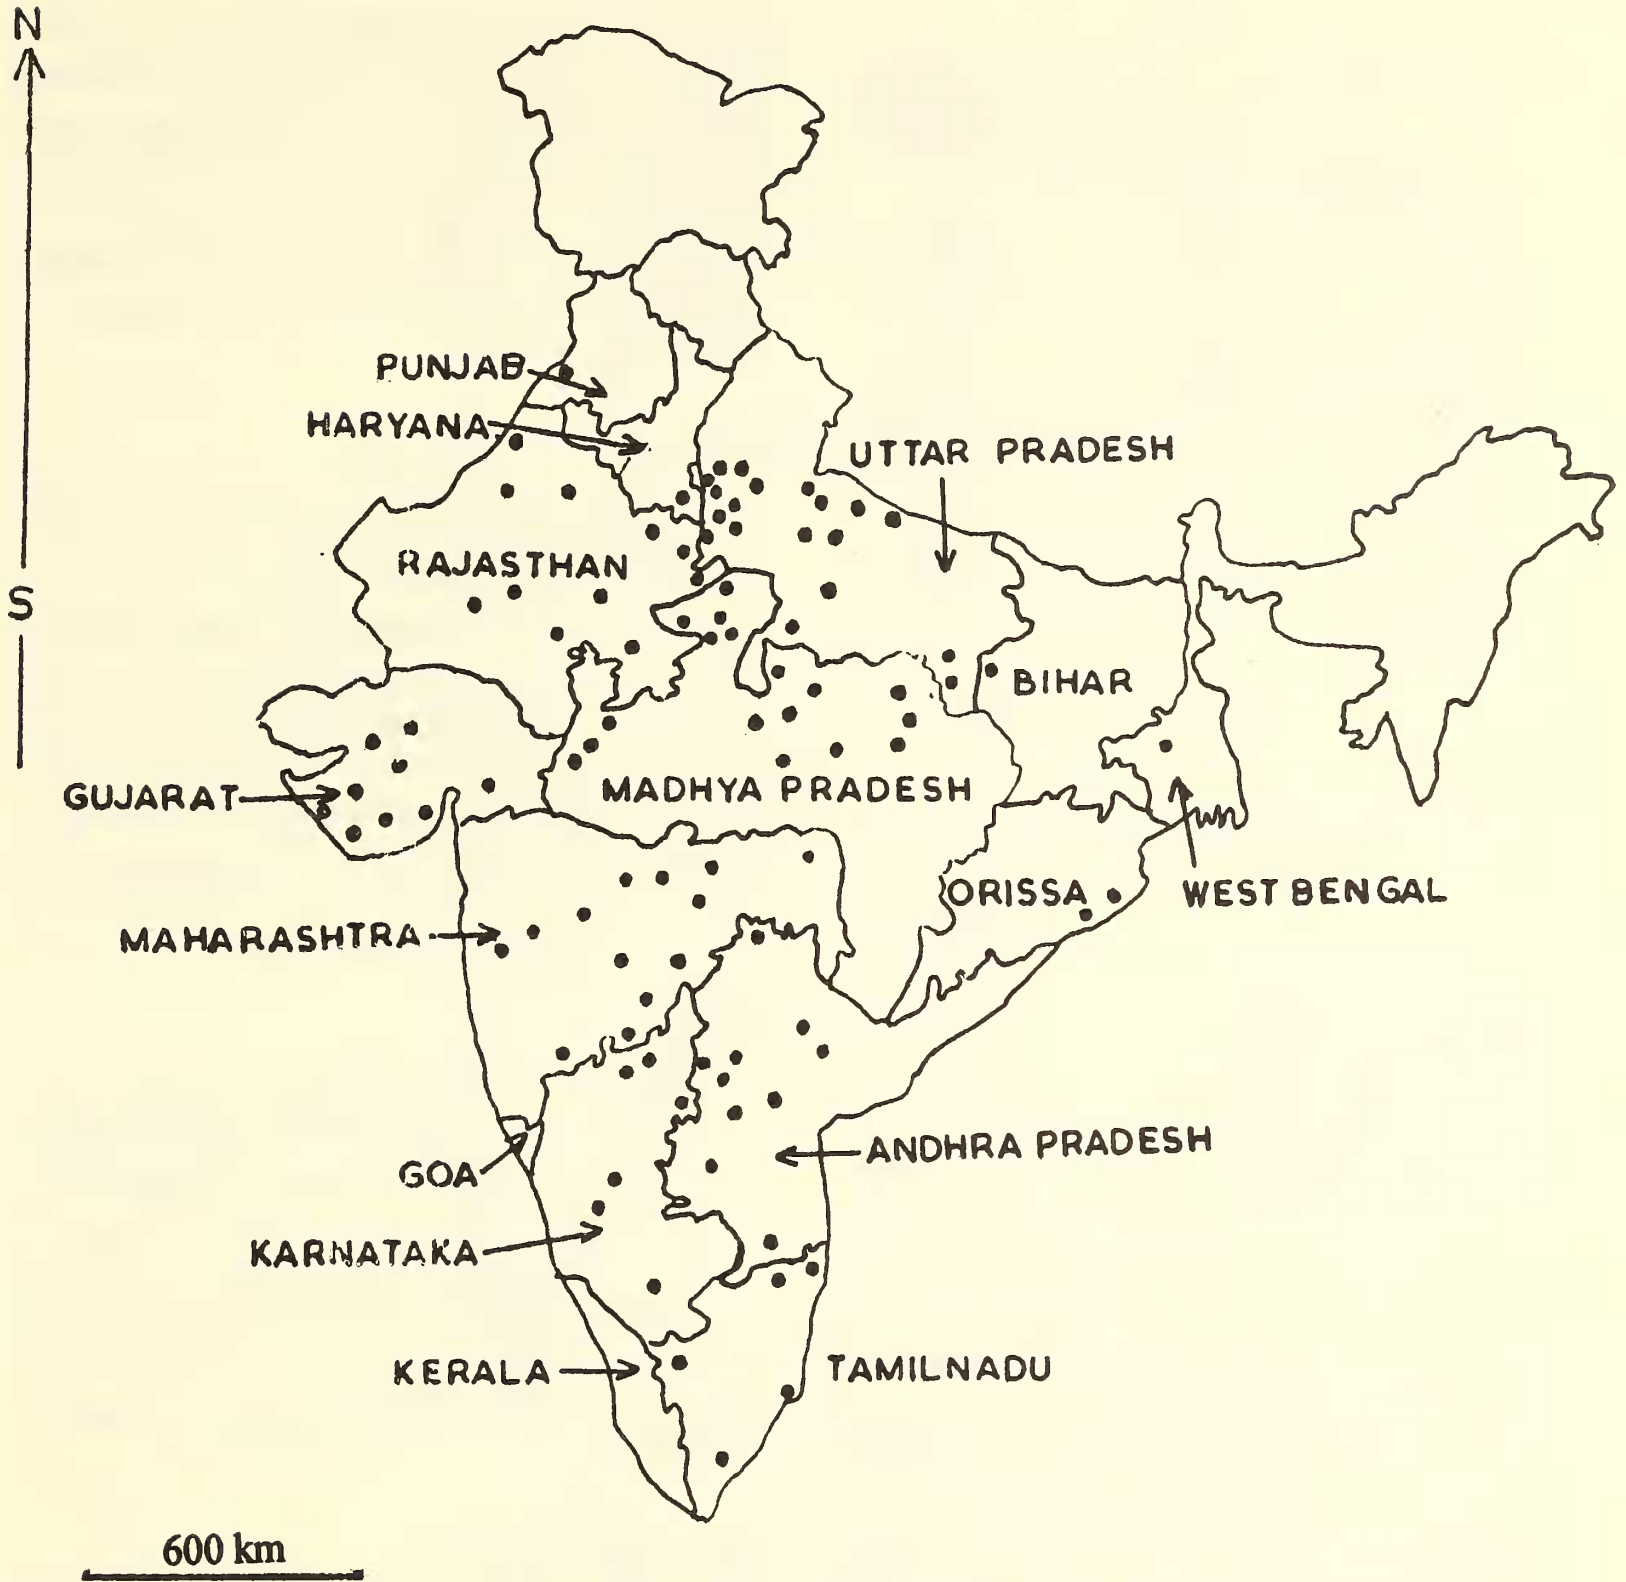 N
PUNJAB
HARYANA
UTTAR PRADESH
RAJASTHAN
S
BIHAR
GUJARAT
MADHYA PRADESH
ORISSA
WEST BENGAL
MAHARASHTRA
ANDHRA PRADESH
GOA
KARNATAKA
KERALA
TAMILNADU
600 km